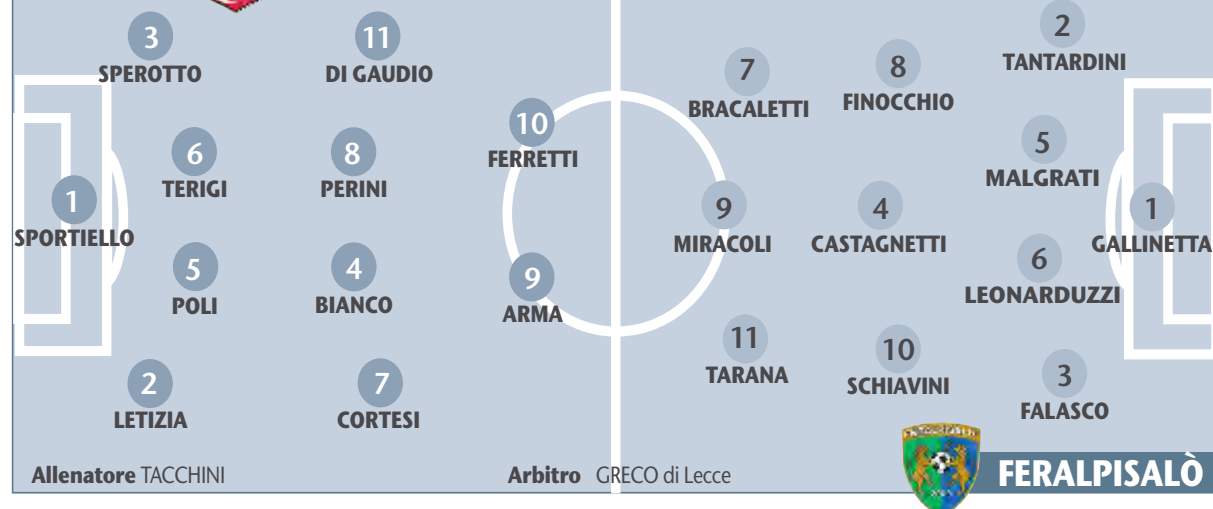 3
SPEROTTO
11
DI GAUDIO
6
TERIGI
8
PERINI
10
FERRETTI
1
SPORTIELLO
5
POLI
4
BIANCO
9
ARMA
2
LETIZIA
7
CORTESI
Allenatore TACCHINI
Arbitro GRECO di Lecce
7
BRACALETTI
8
FINOCCHIO
2
TANTARDINI
5
MALGRATI
9
MIRACOLI
4
CASTAGNETTI
1
GALLINETTA
6
LEONARDUZZI
11
TARANA
10
SCHIAVINI
3
FALASCO
FERALPISALÒ